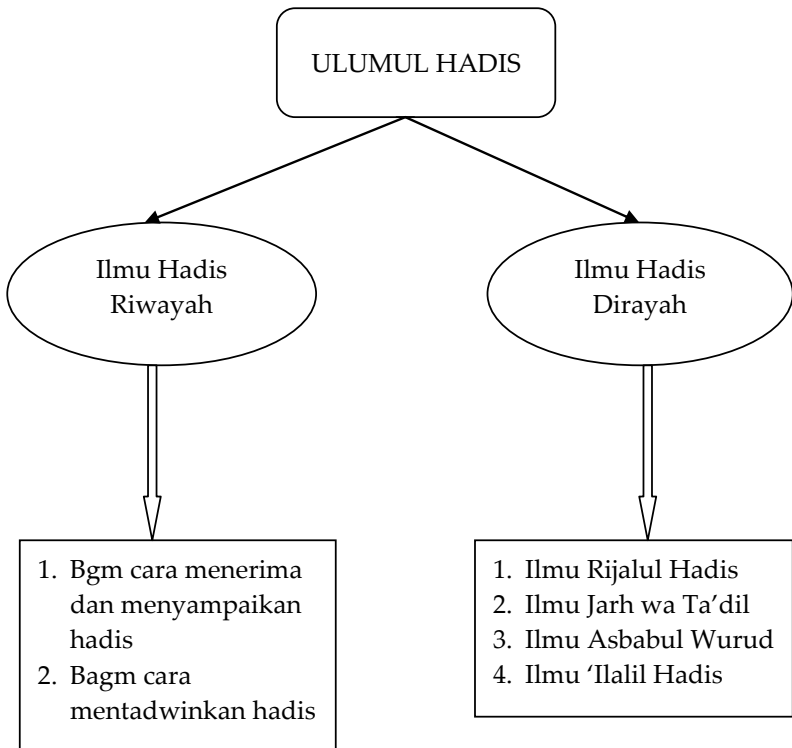 ULUMUL HADIS
Ilmu Hadis
Riwayah
Ilmu Hadis
Dirayah
1. Bgm cara menerima
dan menyampaikan
hadis
2. Bagm cara
mentadwinkan hadis
1. Ilmu Rijalul Hadis
2. Ilmu Jarh wa Ta’dil
3. Ilmu Asbabul Wurud
4. Ilmu ‘Ilalil Hadis